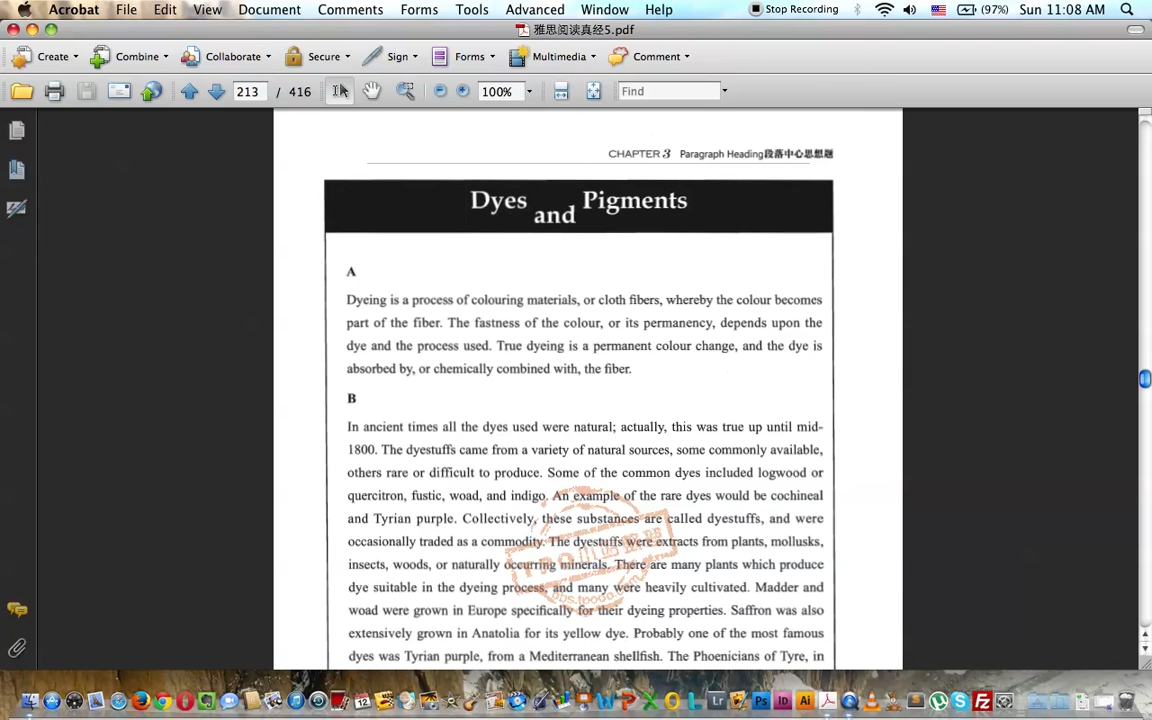 Acrobat File Edit View Document Comments Forms Tools Advanced Window Help Stop Recording (97%) Sun 11:08 AM
雅思阅读真经5.pdf
Create Combine Collaborate Secure Sign Forms Multimedia Comment
213 / 416 100% Find
CHAPTER 3 Paragraph Heading段落中心思想题
Dyes and Pigments
A
Dyeing is a process of colouring materials, or cloth fibers, whereby the colour becomes
part of the fiber. The fastness of the colour, or its permanency, depends upon the
dye and the process used. True dyeing is a permanent colour change, and the dye is
absorbed by, or chemically combined with, the fiber.
B
In ancient times all the dyes used were natural; actually, this was true up until mid-
1800. The dyestuffs came from a variety of natural sources, some commonly available,
others rare or difficult to produce. Some of the common dyes included logwood or
quercitron, fustic, woad, and indigo. An example of the rare dyes would be cochineal
and Tyrian purple. Collectively, these substances are called dyestuffs, and were
occasionally traded as a commodity. The dyestuffs were extracts from plants, mollusks,
insects, woods, or naturally occurring minerals. There are many plants which produce
dye suitable in the dyeing process, and many were heavily cultivated. Madder and
woad were grown in Europe specifically for their dyeing properties. Saffron was also
extensively grown in Anatolia for its yellow dye. Probably one of the most famous
dyes was Tyrian purple, from a Mediterranean shellfish. The Phoenicians of Tyre, in